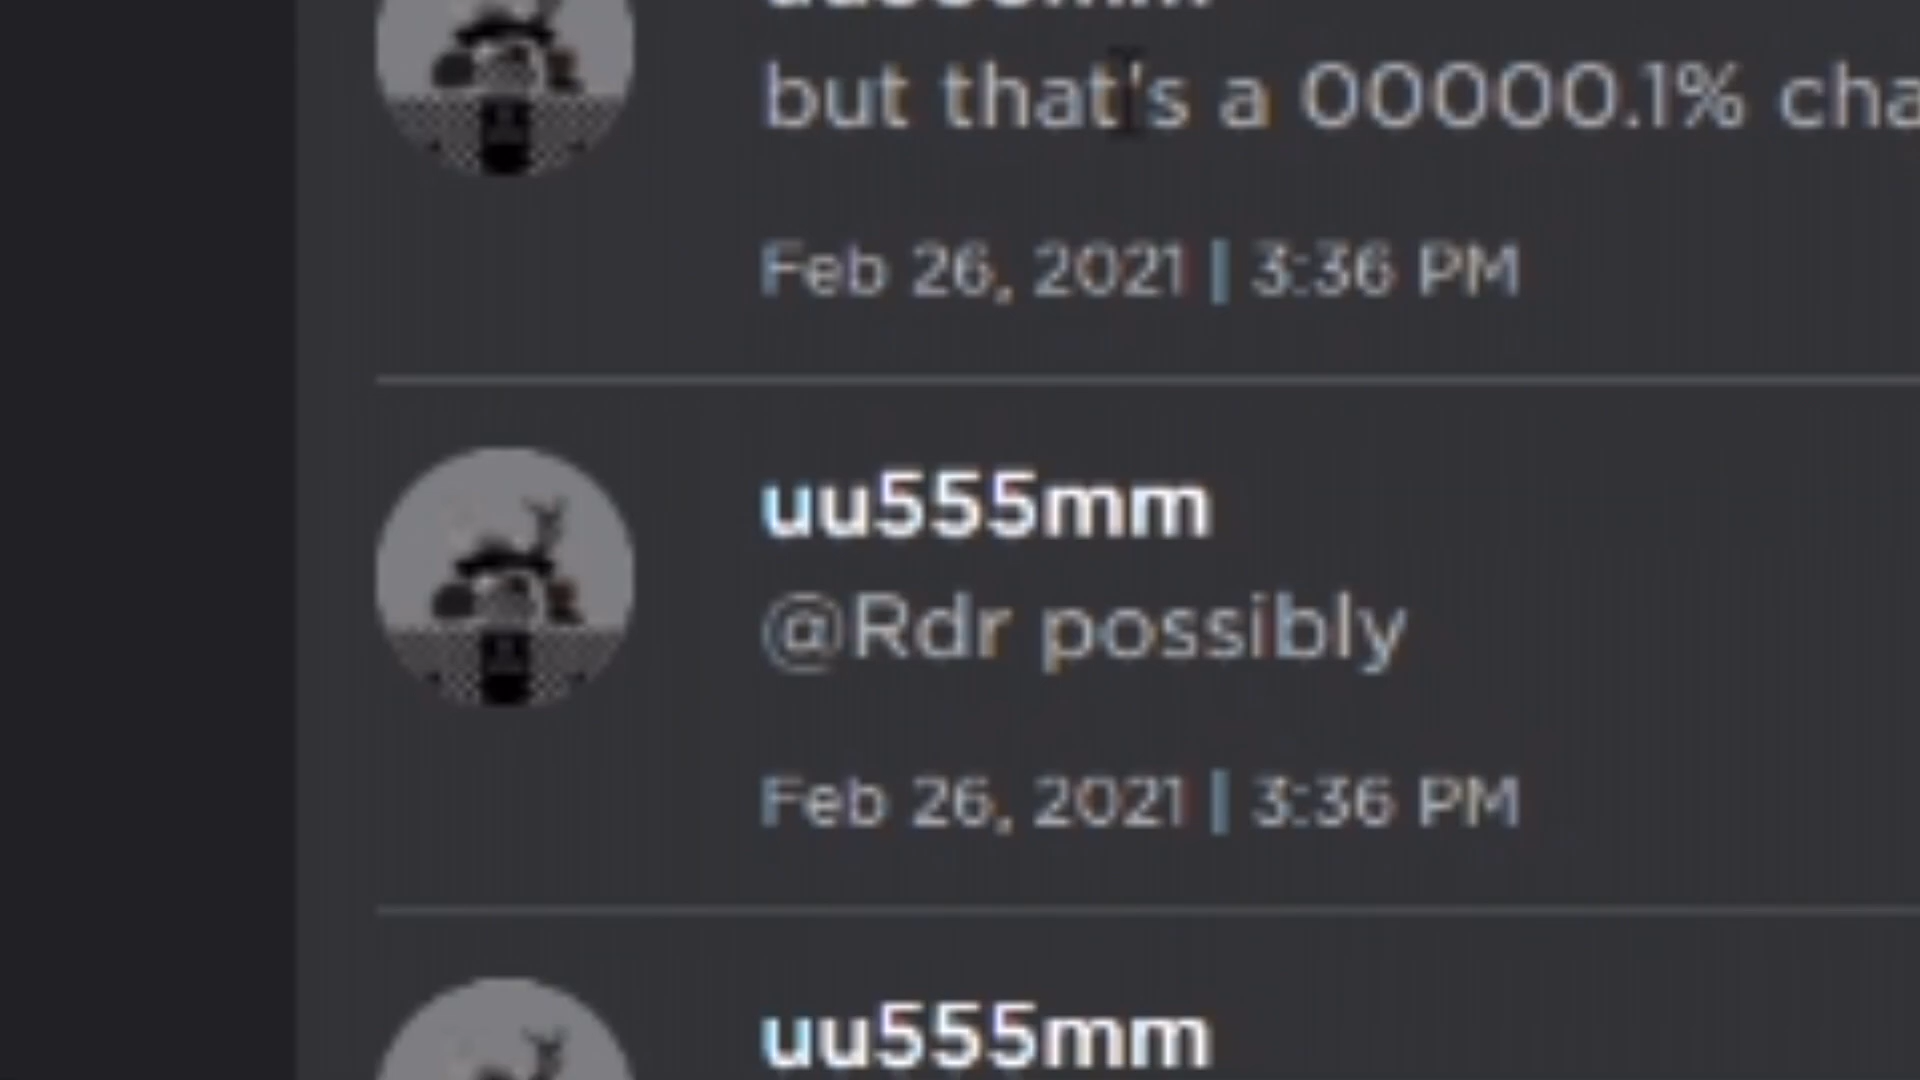 uu555mm
but that's a 00000.1%
Feb 26, 2021 | 3:36 PM
uu555mm
@Rdr possibly
Feb 26, 2021 | 3:36 PM
uu555mm